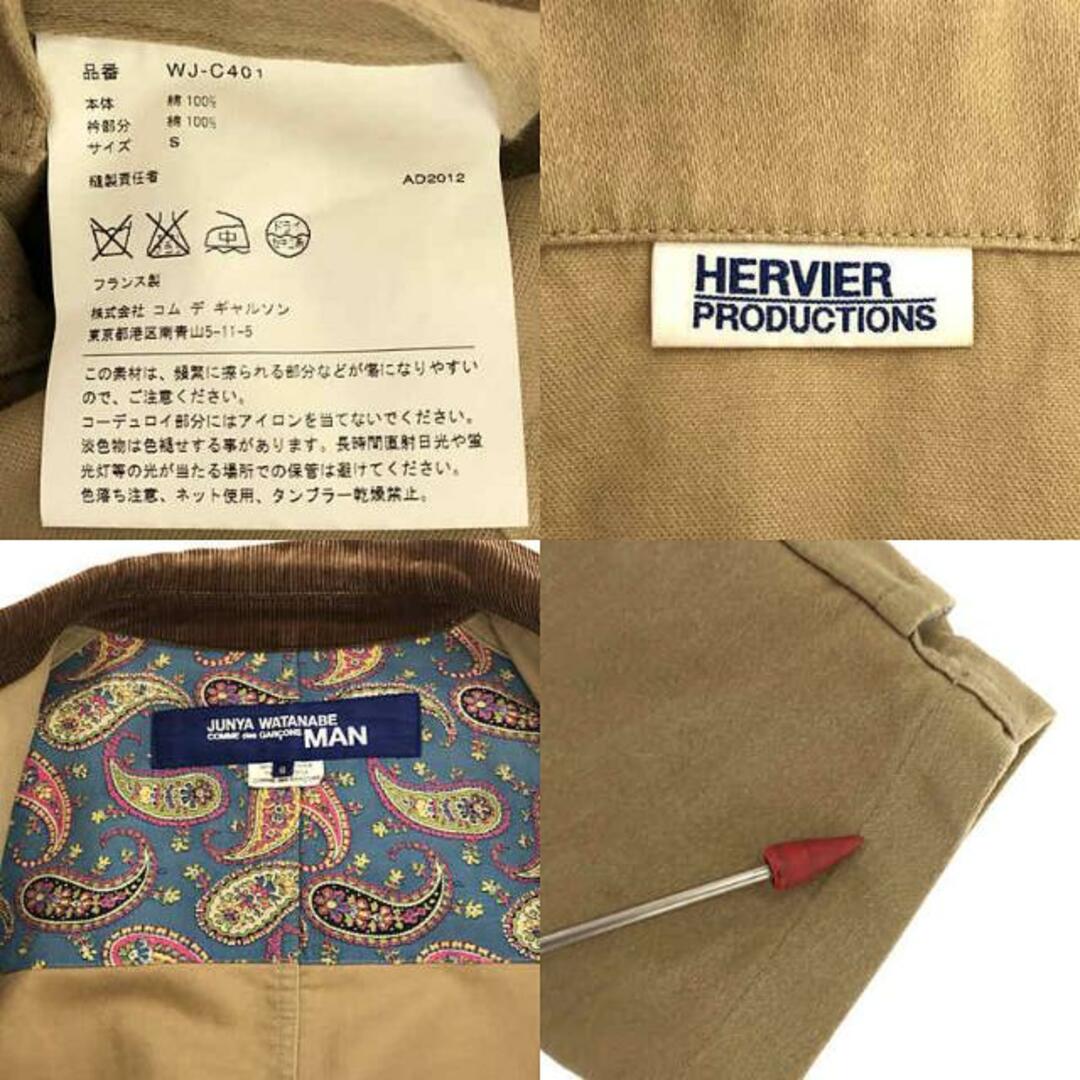 品番 WJ-C401
本体 綿 100%
衿部分 綿 100%
サイズ S
縫製責任者 AD2012
中
ドライ
フランス製
株式会社 コム デ ギャルソン
東京都港区南青山5-11-5
この素材は、頻繁に擦られる部分などが傷になりやすい
ので、ご注意ください。
コーデュロイ部分にはアイロンを当てないでください。
淡色物は色褪せする事があります。長時間直射日光や蛍
光灯等の光が当たる場所での保管は避けてください。
色落ち注意、ネット使用、タンブラー乾燥禁止。
HERVIER
PRODUCTIONS
JUNYA WATANABE
COMME des GARÇONS MAN
S